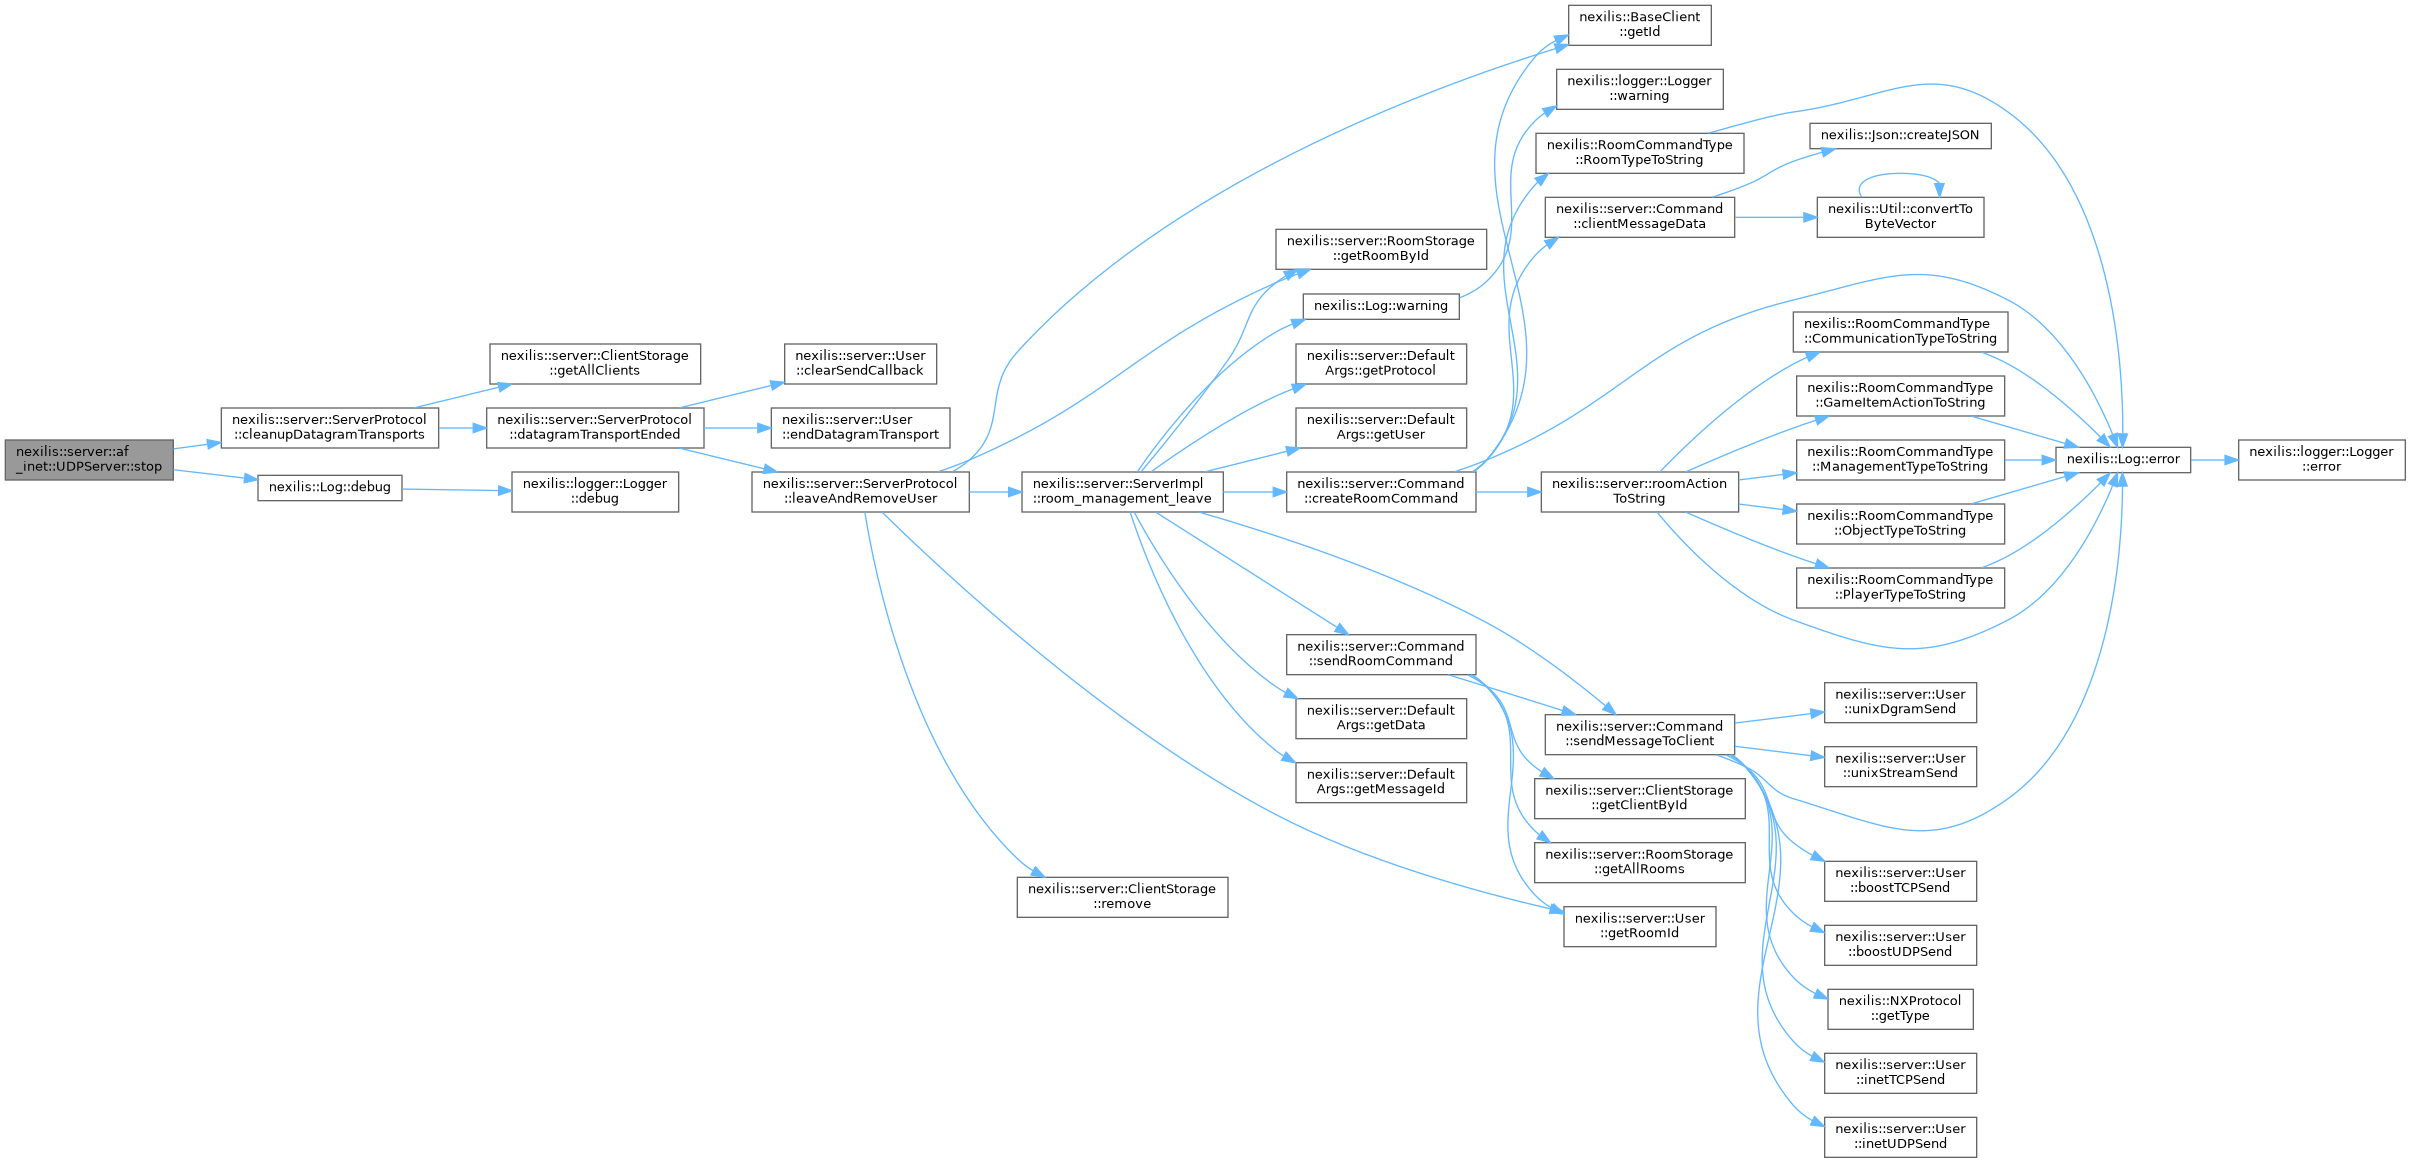 nexilis::server::af
_inet::UDPServer::stop
nexilis::server::ServerProtocol
::cleanupDatagramTransports
nexilis::Log::debug
nexilis::server::ClientStorage
::getAllClients
nexilis::server::ServerProtocol
::datagramTransportEnded
nexilis::logger::Logger
::debug
nexilis::server::User
::clearSendCallback
nexilis::server::User
::endDatagramTransport
nexilis::server::ServerProtocol
::leaveAndRemoveUser
nexilis::server::ServerImpl
::room_management_leave
nexilis::server::ClientStorage
::remove
nexilis::server::RoomStorage
::getRoomById
nexilis::Log::warning
nexilis::server::Default
Args::getProtocol
nexilis::server::Default
Args::getUser
nexilis::server::Command
::createRoomCommand
nexilis::server::Command
::sendRoomCommand
nexilis::server::Default
Args::getData
nexilis::server::Default
Args::getMessageId
nexilis::BaseClient
::getId
nexilis::logger::Logger
::warning
nexilis::RoomCommandType
::RoomTypeToString
nexilis::server::Command
::clientMessageData
nexilis::server::roomAction
ToString
nexilis::server::Command
::sendMessageToClient
nexilis::server::ClientStorage
::getClientById
nexilis::server::RoomStorage
::getAllRooms
nexilis::server::User
::getRoomId
nexilis::Json::createJSON
nexilis::Util::convertTo
ByteVector
nexilis::RoomCommandType
::CommunicationTypeToString
nexilis::RoomCommandType
::GameItemActionToString
nexilis::RoomCommandType
::ManagementTypeToString
nexilis::RoomCommandType
::ObjectTypeToString
nexilis::RoomCommandType
::PlayerTypeToString
nexilis::server::User
::unixDgramSend
nexilis::server::User
::unixStreamSend
nexilis::server::User
::boostTCPSend
nexilis::server::User
::boostUDPSend
nexilis::NXProtocol
::getType
nexilis::server::User
::inetTCPSend
nexilis::server::User
::inetUDPSend
nexilis::Log::error
nexilis::logger::Logger
::error